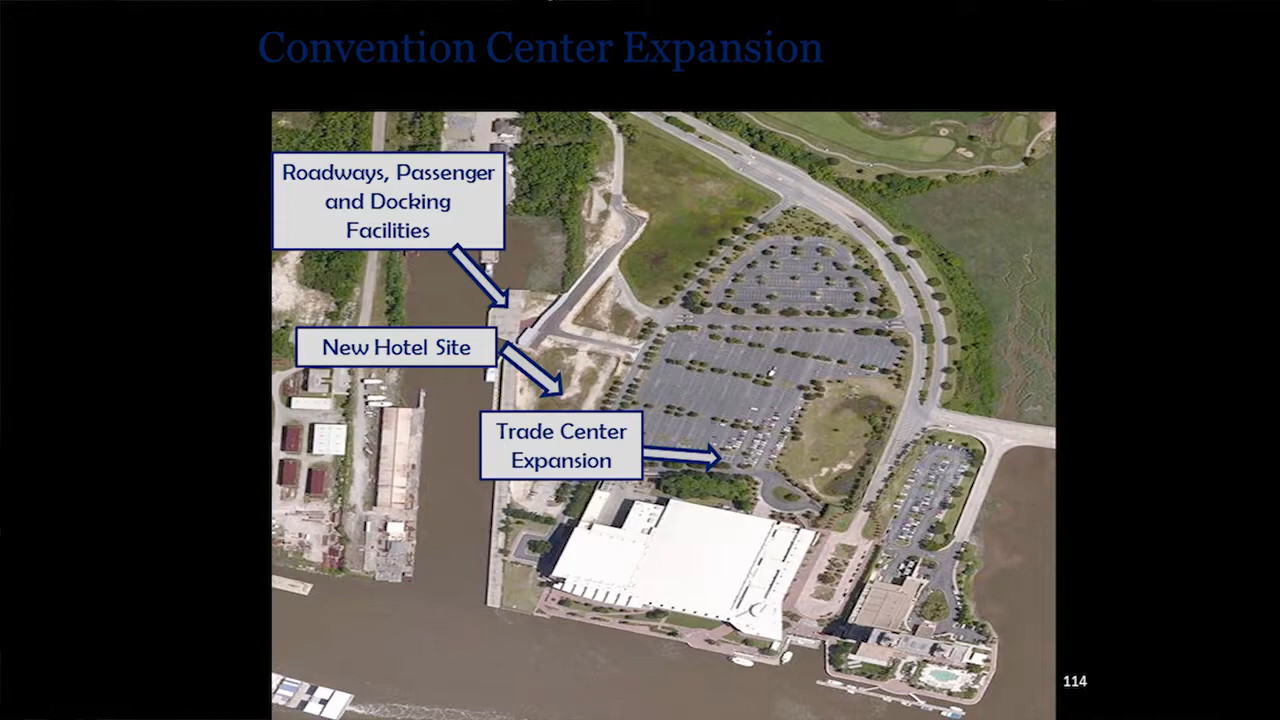 Convention Center Expansion
Roadways, Passenger
and Docking
Facilities
New Hotel Site
Trade Center
Expansion
114